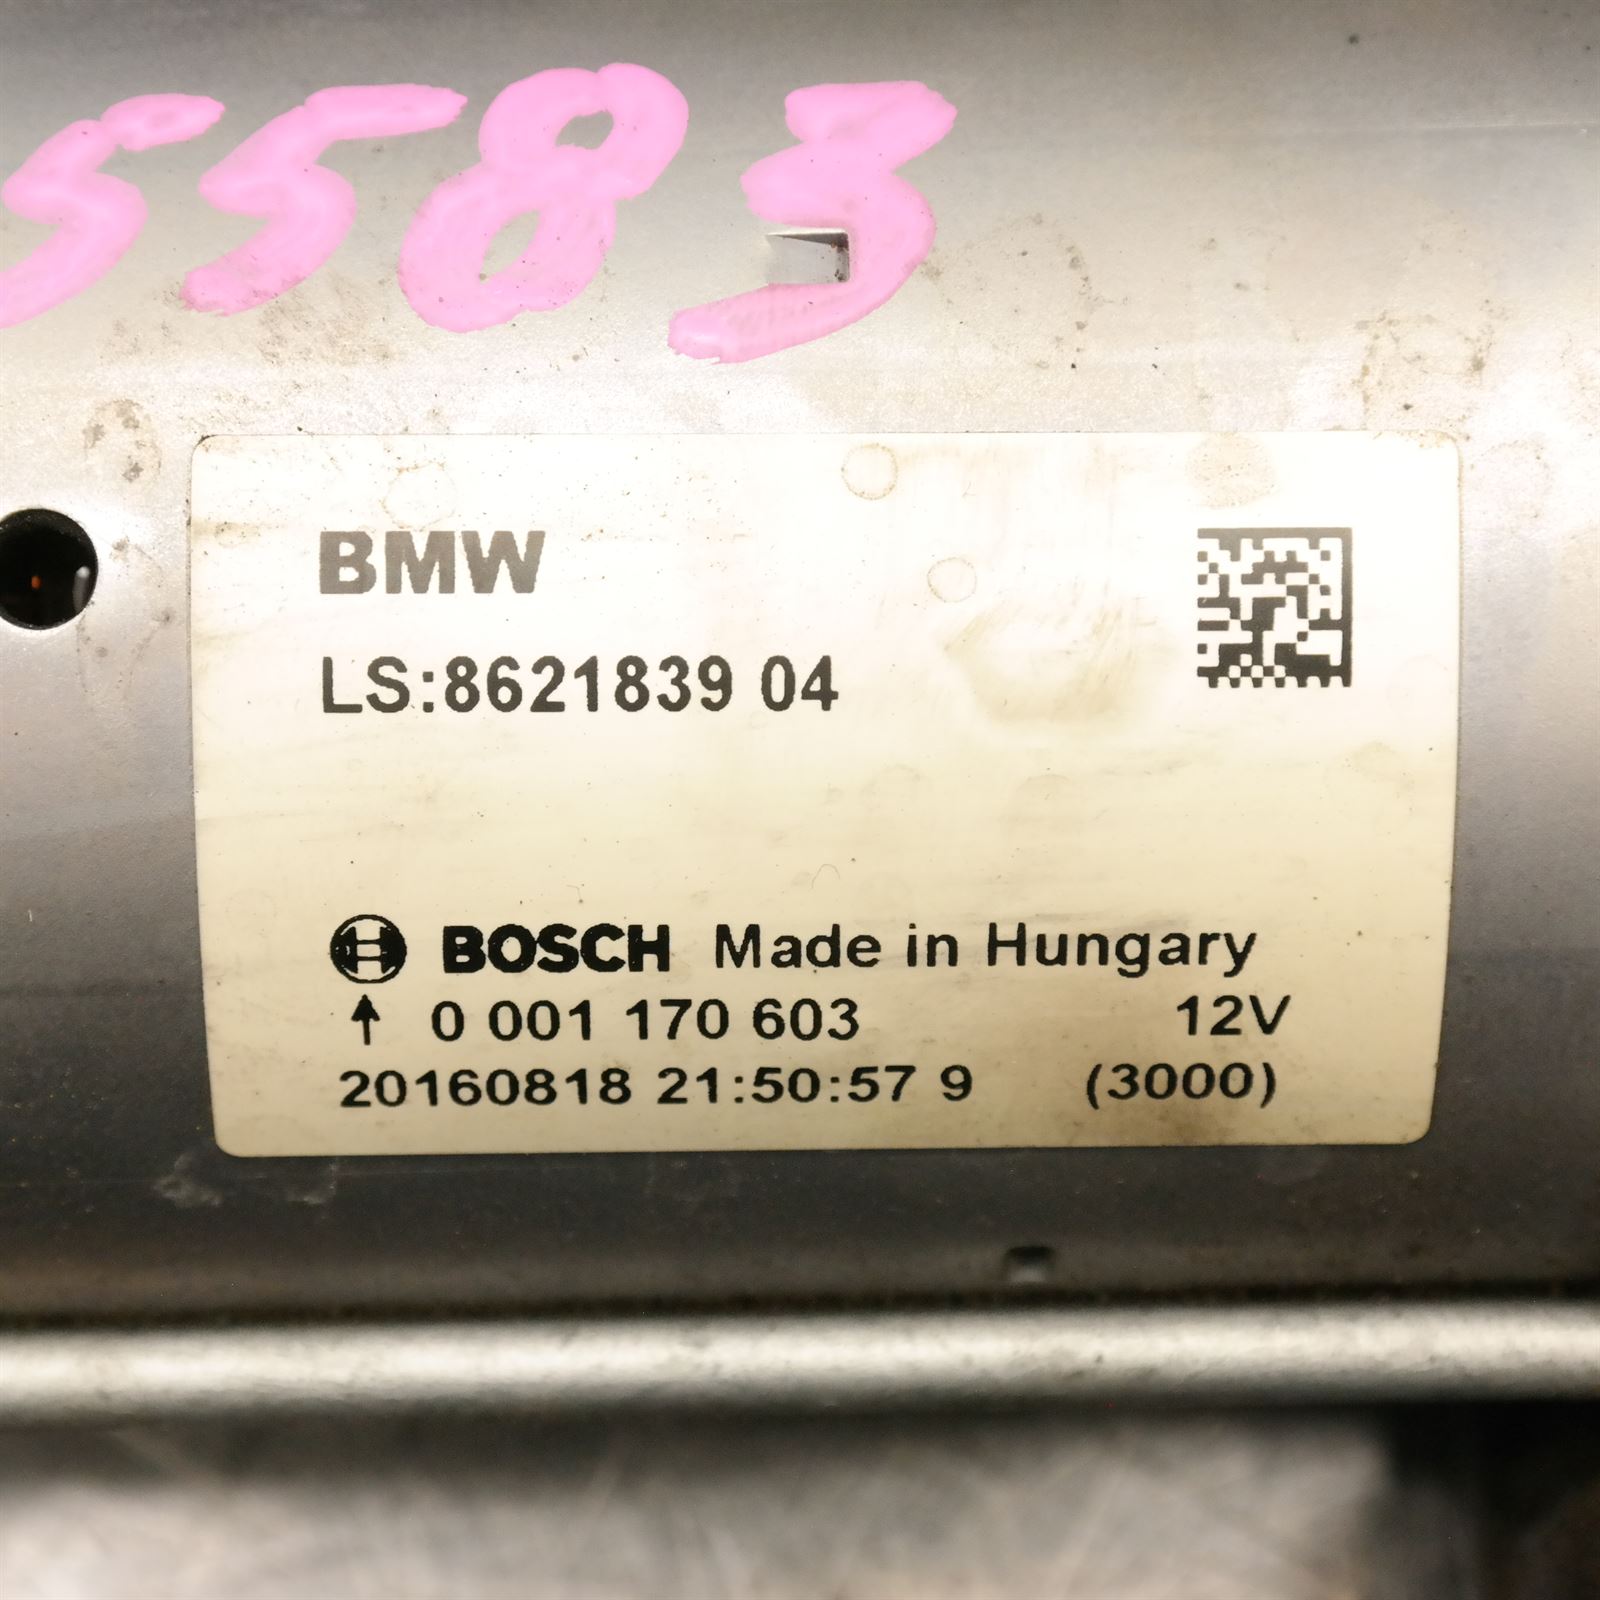 5583
BMW
LS:8621839 04
BOSCH Made in Hungary
0 001 170 603 12V
20160818 21:50:57 9 (3000)